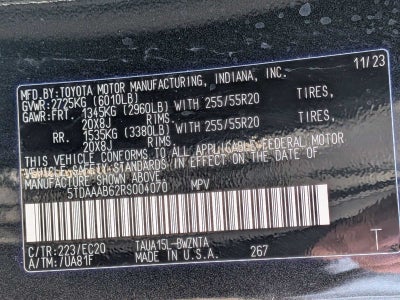 MFD. BY: TOYOTA MOTOR MANUFACTURING, INDIANA, INC. 11/23
GVWR: 2725KG (6010LB)
GAWR: FRT. 1345KG (2960LB) WITH 255/55R20 TIRES,
20X8J RIMS,
RR. 1535KG (3380LB) WITH 255/55R20 TIRES,
20X8J RIMS,
THIS VEHICLE CONFORMS TO ALL APPLICABLE FEDERAL MOTOR
VEHICLE SAFETY STANDARDS IN EFFECT ON THE DATE OF
MANUFACTURE SHOWN ABOVE.
5TDAAAB62RS004070 MPV
C/TR: 223/EC20 TAUA15L-BWZNTA T
A/TM: /UA81F MADE IN U.S.A. 267